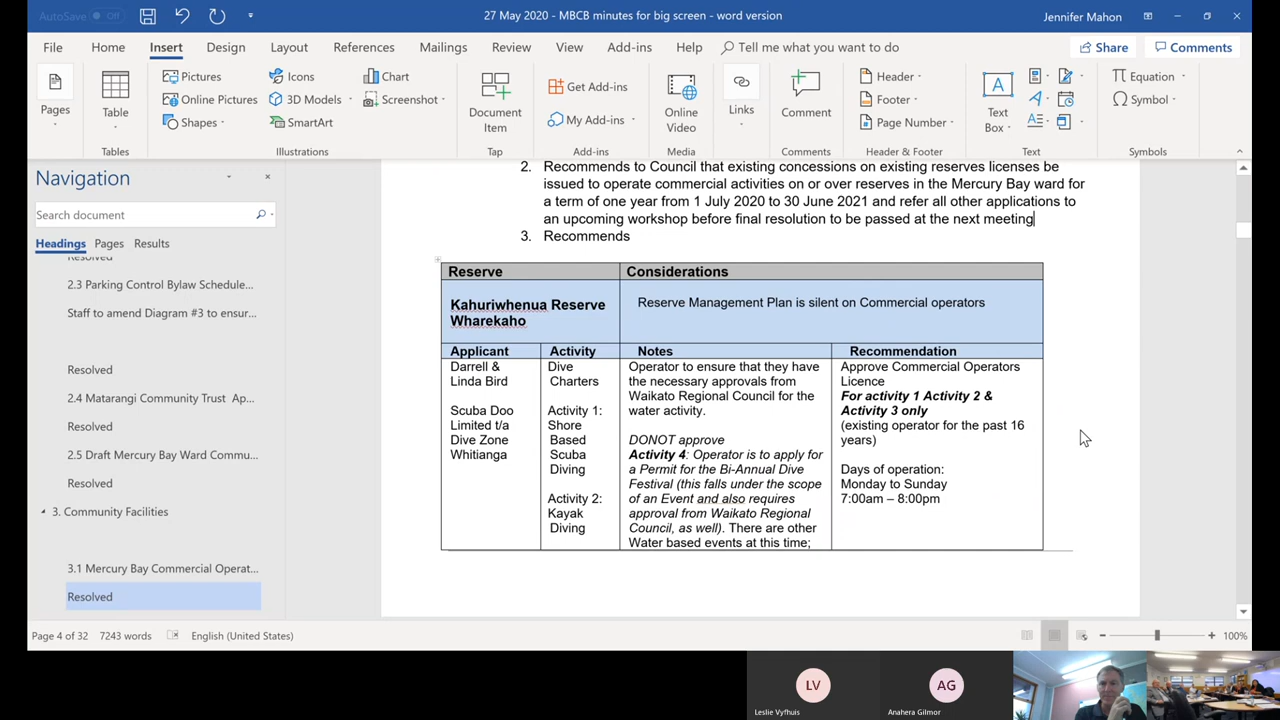 AutoSave Off
27 May 2020 - MBCB minutes for big screen - word version
Jennifer Mahon
File Home Insert Design Layout References Mailings Review View Add-ins Help Tell me what you want to do
Share Comments
Pages
Table
Tables
Pictures
Online Pictures
Shapes
Icons
3D Models
SmartArt
Chart
Screenshot
Illustrations
Document
Item
Tap
Get Add-ins
My Add-ins
Add-ins
Online
Video
Media
Links
Comment
Comments
Header
Footer
Page Number
Header & Footer
Text
Box
Text
Equation
Symbol
Symbols
Navigation
Search document
Headings Pages Results
Resolved
2.3 Parking Control Bylaw Schedule...
Staff to amend Diagram #3 to ensur...
Resolved
2.4 Matarangi Community Trust Ap...
Resolved
2.5 Draft Mercury Bay Ward Commu...
Resolved
3. Community Facilities
3.1 Mercury Bay Commercial Operat...
Resolved
2. Recommends to Council that existing concessions on existing reserves licenses be
issued to operate commercial activities on or over reserves in the Mercury Bay ward for
a term of one year from 1 July 2020 to 30 June 2021 and refer all other applications to
an upcoming workshop before final resolution to be passed at the next meeting
3. Recommends
Reserve Considerations
Kahuriwhenua Reserve
Wharekaho
Reserve Management Plan is silent on Commercial operators
Applicant Activity Notes Recommendation
Darrell &
Linda Bird
Scuba Doo
Limited t/a
Dive Zone
Whitianga
Dive
Charters
Activity 1:
Shore
Based
Scuba
Diving
Activity 2:
Kayak
Diving
Operator to ensure that they have
the necessary approvals from
Waikato Regional Council for the
water activity.
DONOT approve
Activity 4: Operator is to apply for
a Permit for the Bi-Annual Dive
Festival (this falls under the scope
of an Event and also requires
approval from Waikato Regional
Council, as well). There are other
Water based events at this time;
Approve Commercial Operators
Licence
For activity 1 Activity 2 &
Activity 3 only
(existing operator for the past 16
years)
Days of operation:
Monday to Sunday
7:00am – 8:00pm
Page 4 of 32 7243 words English (United States)
100%
LV
Leslie Vyfhuis
AG
Anahera Gilmor